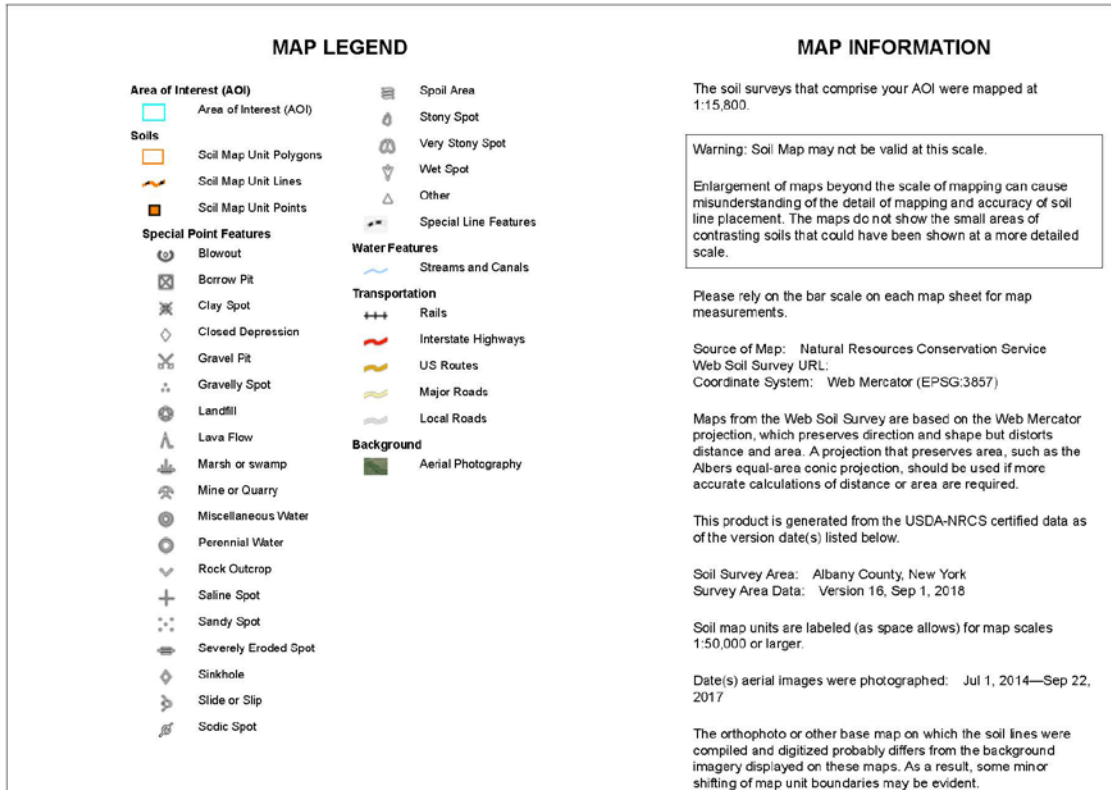 MAP LEGEND
Area of Interest (AOI)
Area of Interest (AOI)
Soils
Soil Map Unit Polygons
Soil Map Unit Lines
Soil Map Unit Points
Special Point Features
Blowout
Borrow Pit
Clay Spot
Closed Depression
Gravel Pit
Gravelly Spot
Landfill
Lava Flow
Marsh or swamp
Mine or Quarry
Miscellaneous Water
Perennial Water
Rock Outcrop
Saline Spot
Sandy Spot
Severely Eroded Spot
Sinkhole
Slide or Slip
Sodic Spot
Spoil Area
Stony Spot
Very Stony Spot
Wet Spot
Other
Special Line Features
Water Features
Streams and Canals
Transportation
Rails
Interstate Highways
US Routes
Major Roads
Local Roads
Background
Aerial Photography
MAP INFORMATION
The soil surveys that comprise your AOI were mapped at
1:15,800.
Warning: Soil Map may not be valid at this scale.
Enlargement of maps beyond the scale of mapping can cause
misunderstanding of the detail of mapping and accuracy of soil
line placement. The maps do not show the small areas of
contrasting soils that could have been shown at a more detailed
scale.
Please rely on the bar scale on each map sheet for map
measurements.
Source of Map: Natural Resources Conservation Service
Web Soil Survey URL:
Coordinate System: Web Mercator (EPSG:3857)
Maps from the Web Soil Survey are based on the Web Mercator
projection, which preserves direction and shape but distorts
distance and area. A projection that preserves area, such as the
Albers equal-area conic projection, should be used if more
accurate calculations of distance or area are required.
This product is generated from the USDA-NRCS certified data as
of the version date(s) listed below.
Soil Survey Area: Albany County, New York
Survey Area Data: Version 16, Sep 1, 2018
Soil map units are labeled (as space allows) for map scales
1:50,000 or larger.
Date(s) aerial images were photographed: Jul 1, 2014—Sep 22,
2017
The orthophoto or other base map on which the soil lines were
compiled and digitized probably differs from the background
imagery displayed on these maps. As a result, some minor
shifting of map unit boundaries may be evident.